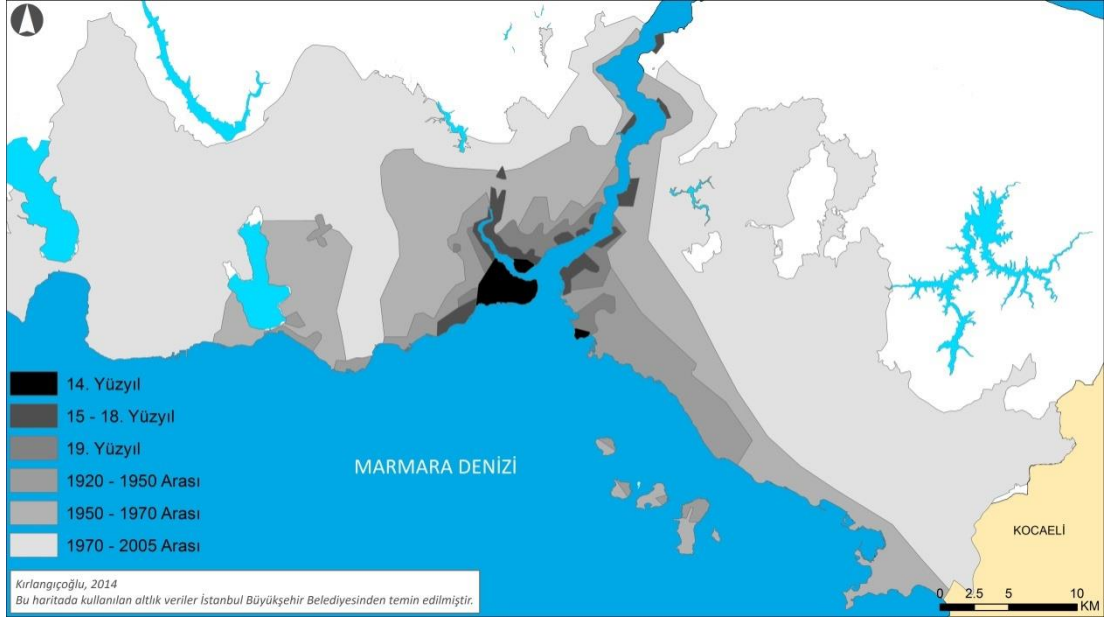 MARMARA DENİZİ
KOCAELİ
14. Yüzyıl
15 - 18. Yüzyıl
19. Yüzyıl
1920 - 1950 Arası
1950 - 1970 Arası
1970 - 2005 Arası
Kırlangıçoğlu, 2014
Bu haritada kullanılan altlık veriler İstanbul Büyükşehir Belediyesinden temin edilmiştir.
0 2.5 5 10
KM